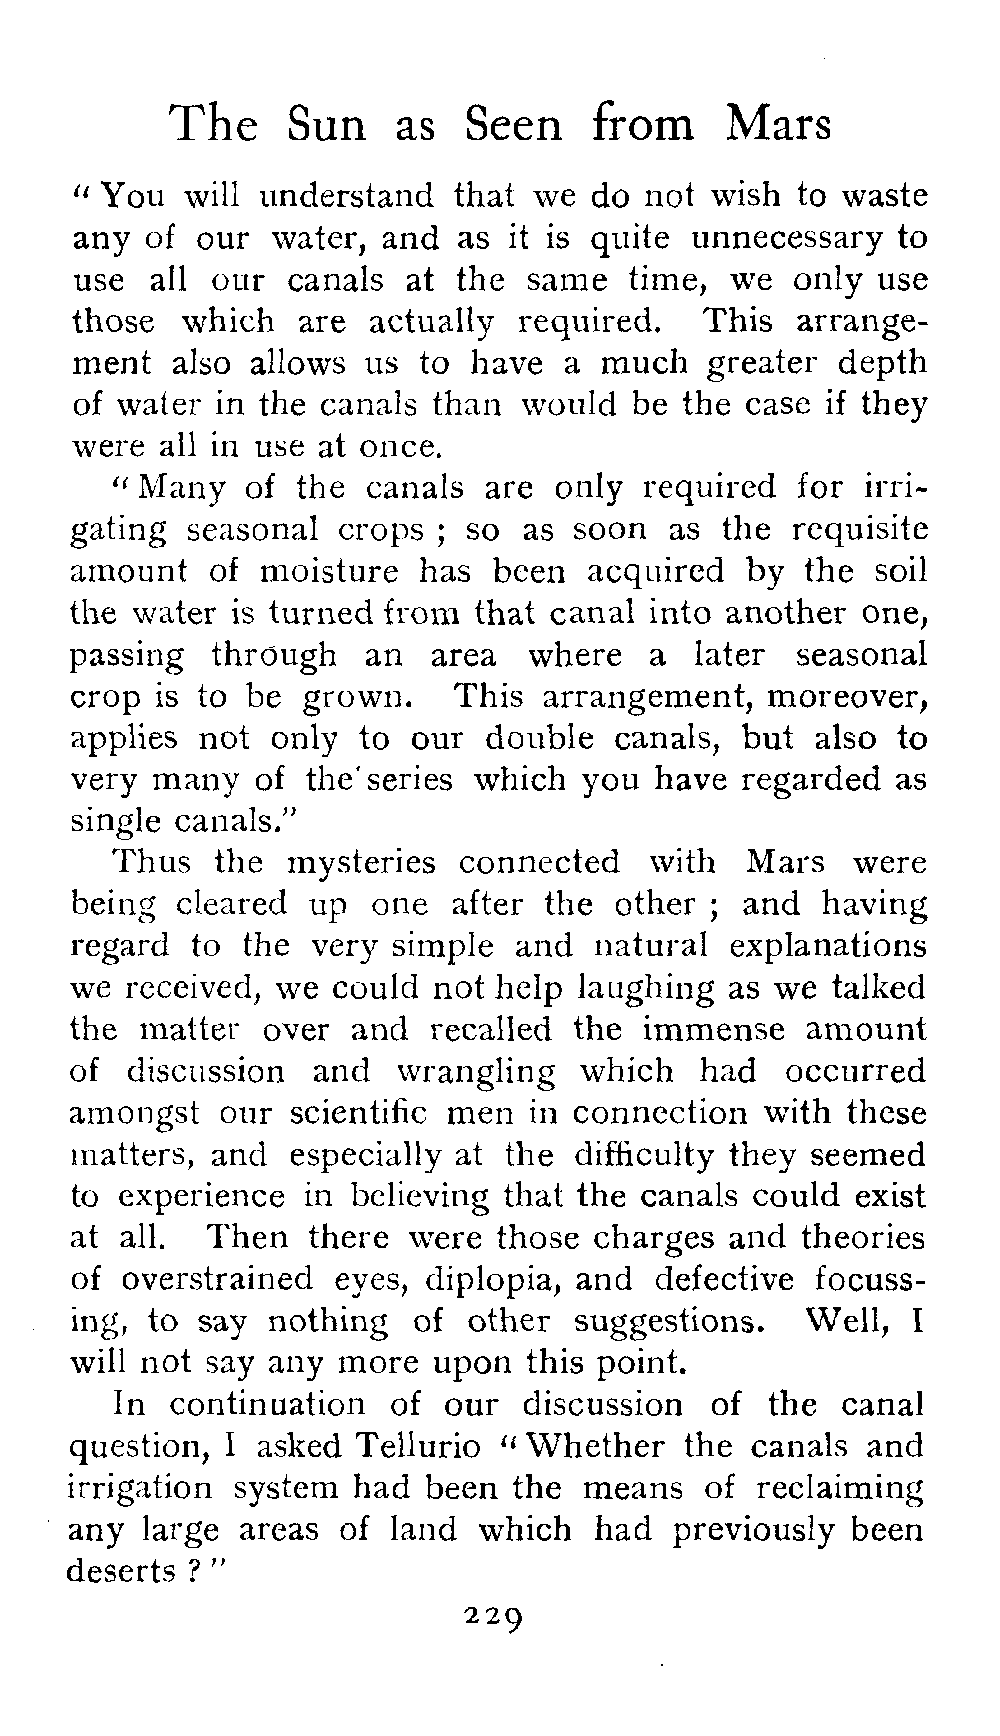 The Sun as Seen from Mars
“ You will understand that we do not wish to waste
any of our water, and as it is quite unnecessary to
use all our canals at the same time, we only use
those which are actually required. This arrange-
ment also allows us to have a much greater depth
of water in the canals than would be the case if they
were all in use at once.
“ Many of the canals are only required for irri-
gating seasonal crops ; so as soon as the requisite
amount of moisture has been acquired by the soil
the water is turned from that canal into another one,
passing through an area where a later seasonal
crop is to be grown. This arrangement, moreover,
applies not only to our double canals, but also to
very many of the series which you have regarded as
single canals.”
Thus the mysteries connected with Mars were
being cleared up one after the other ; and having
regard to the very simple and natural explanations
we received, we could not help laughing as we talked
the matter over and recalled the immense amount
of discussion and wrangling which had occurred
amongst our scientific men in connection with these
matters, and especially at the difficulty they seemed
to experience in believing that the canals could exist
at all. Then there were those charges and theories
of overstrained eyes, diplopia, and defective focuss-
ing, to say nothing of other suggestions. Well, I
will not say any more upon this point.
In continuation of our discussion of the canal
question, I asked Tellurio “ Whether the canals and
irrigation system had been the means of reclaiming
any large areas of land which had previously been
deserts ? ”
229